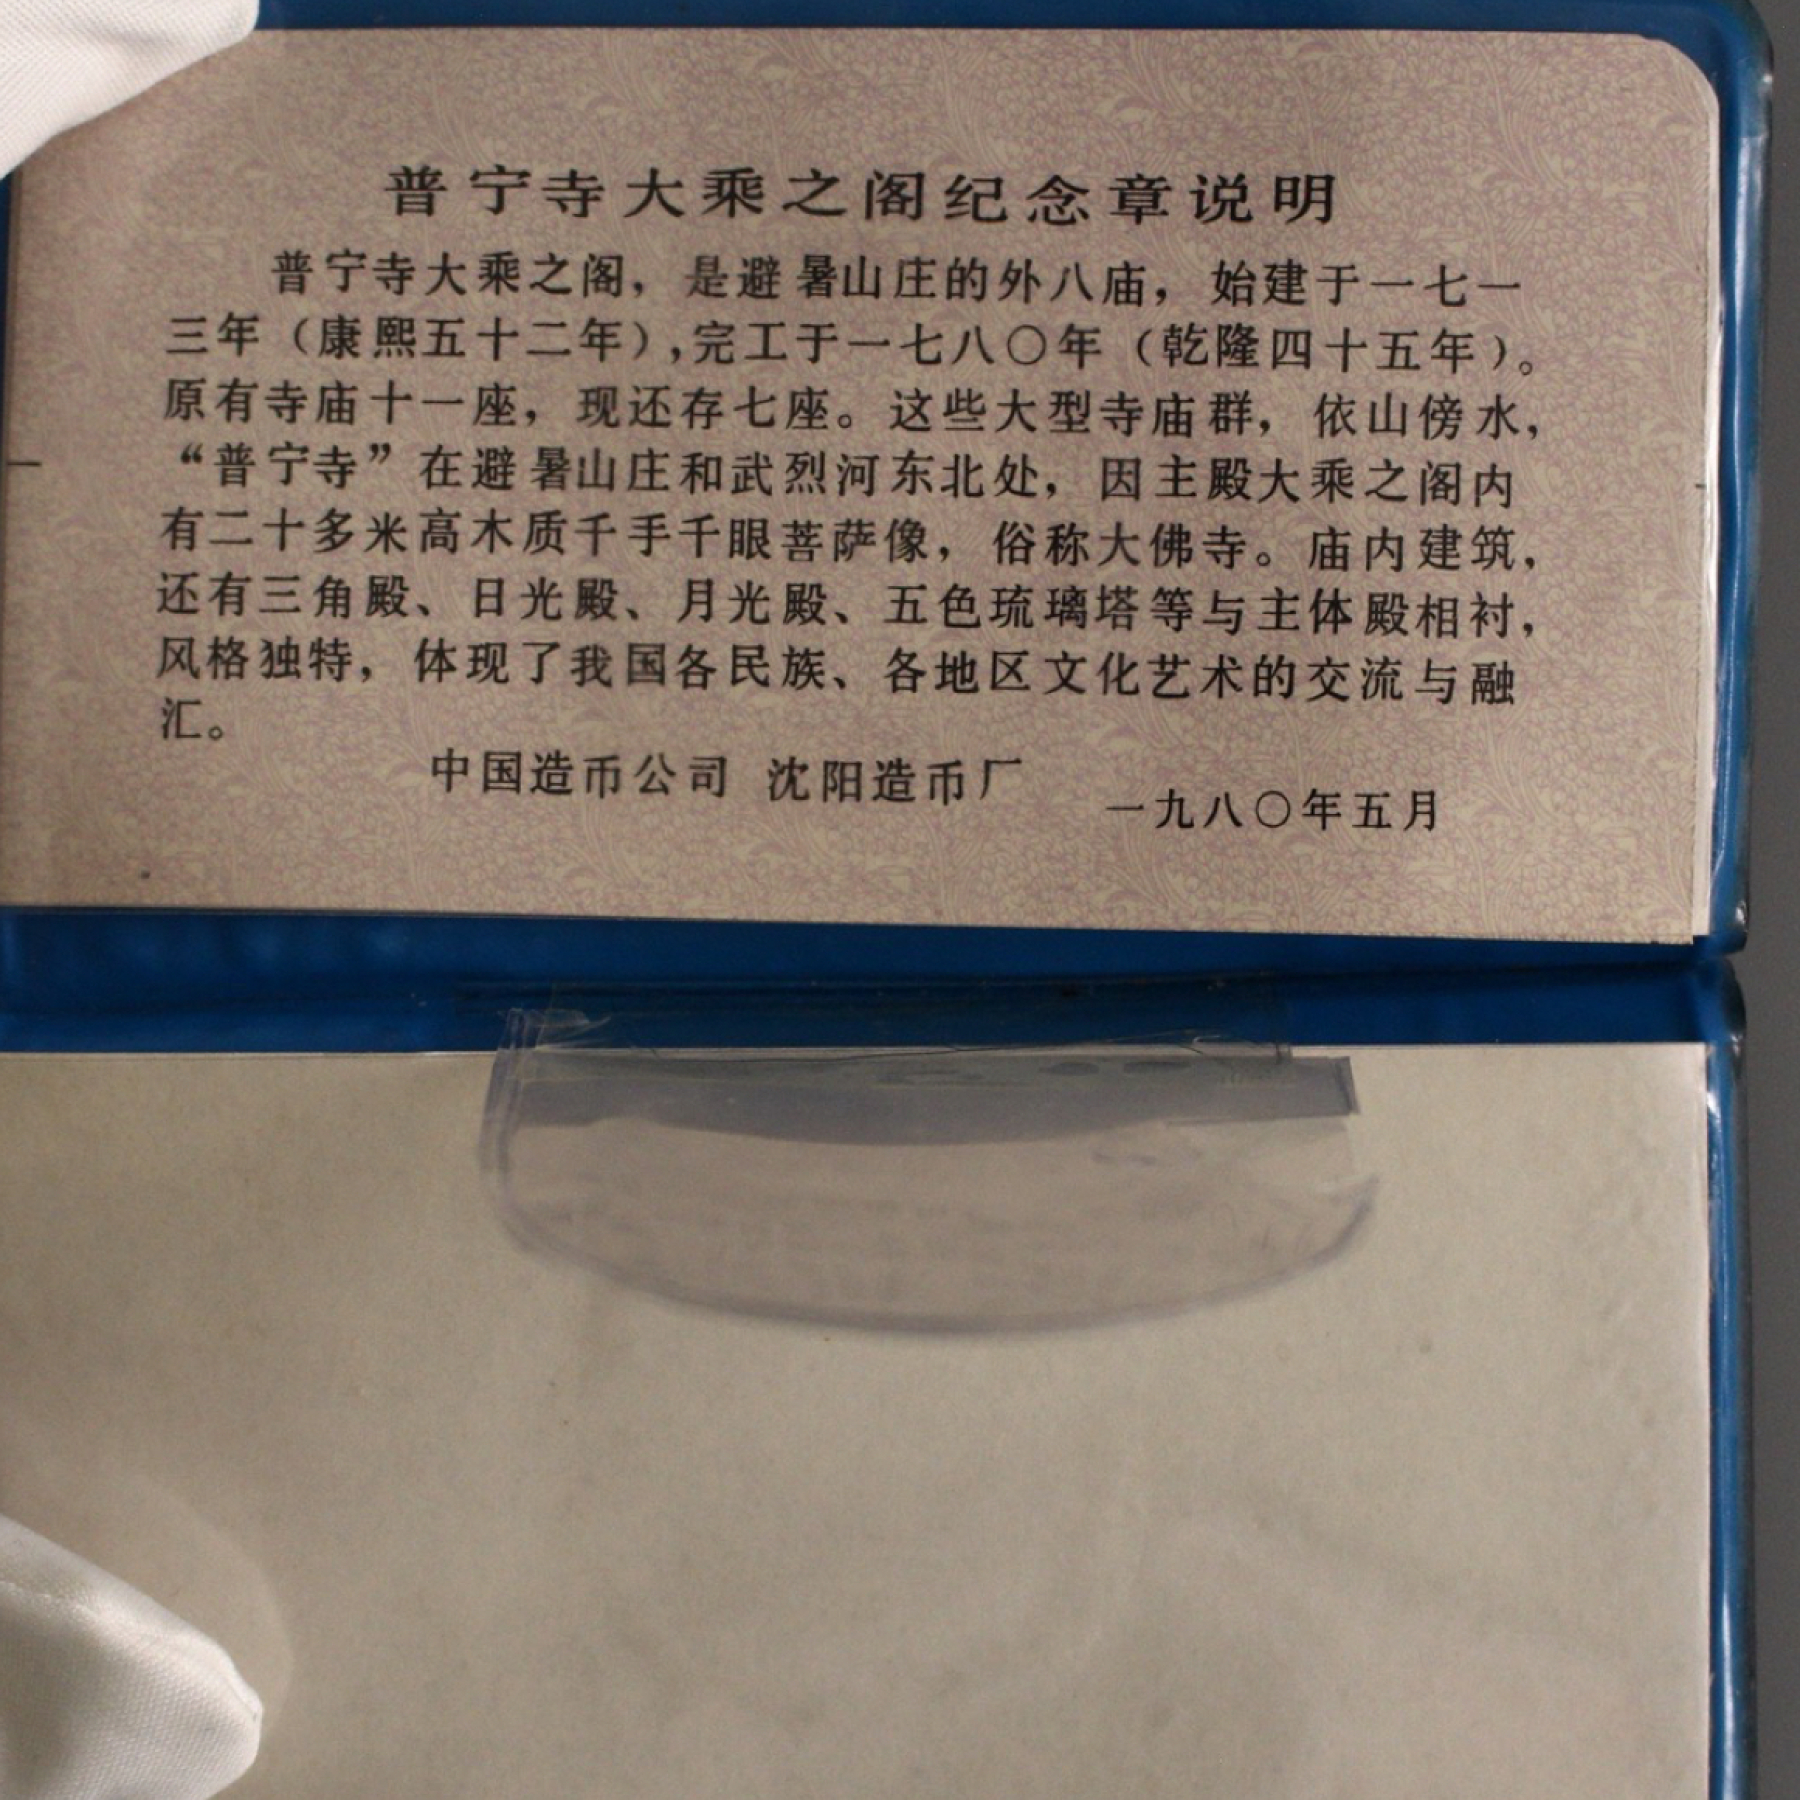 普宁寺大乘之阁纪念章说明
普宁寺大乘之阁，是避暑山庄的外八庙，始建于一七一
三年（康熙五十二年），完工于一七八〇年（乾隆四十五年）。
原有寺庙十一座，现还存七座。这些大型寺庙群，依山傍水，
“普宁寺”在避暑山庄和武烈河东北处，因主殿大乘之阁内
有二十多米高木质千手千眼菩萨像，俗称大佛寺。庙内建筑，
还有三角殿、日光殿、月光殿、五色琉璃塔等与主体殿相衬，
风格独特，体现了我国各民族、各地区文化艺术的交流与融
汇。
中国造币公司 沈阳造币厂
一九八〇年五月